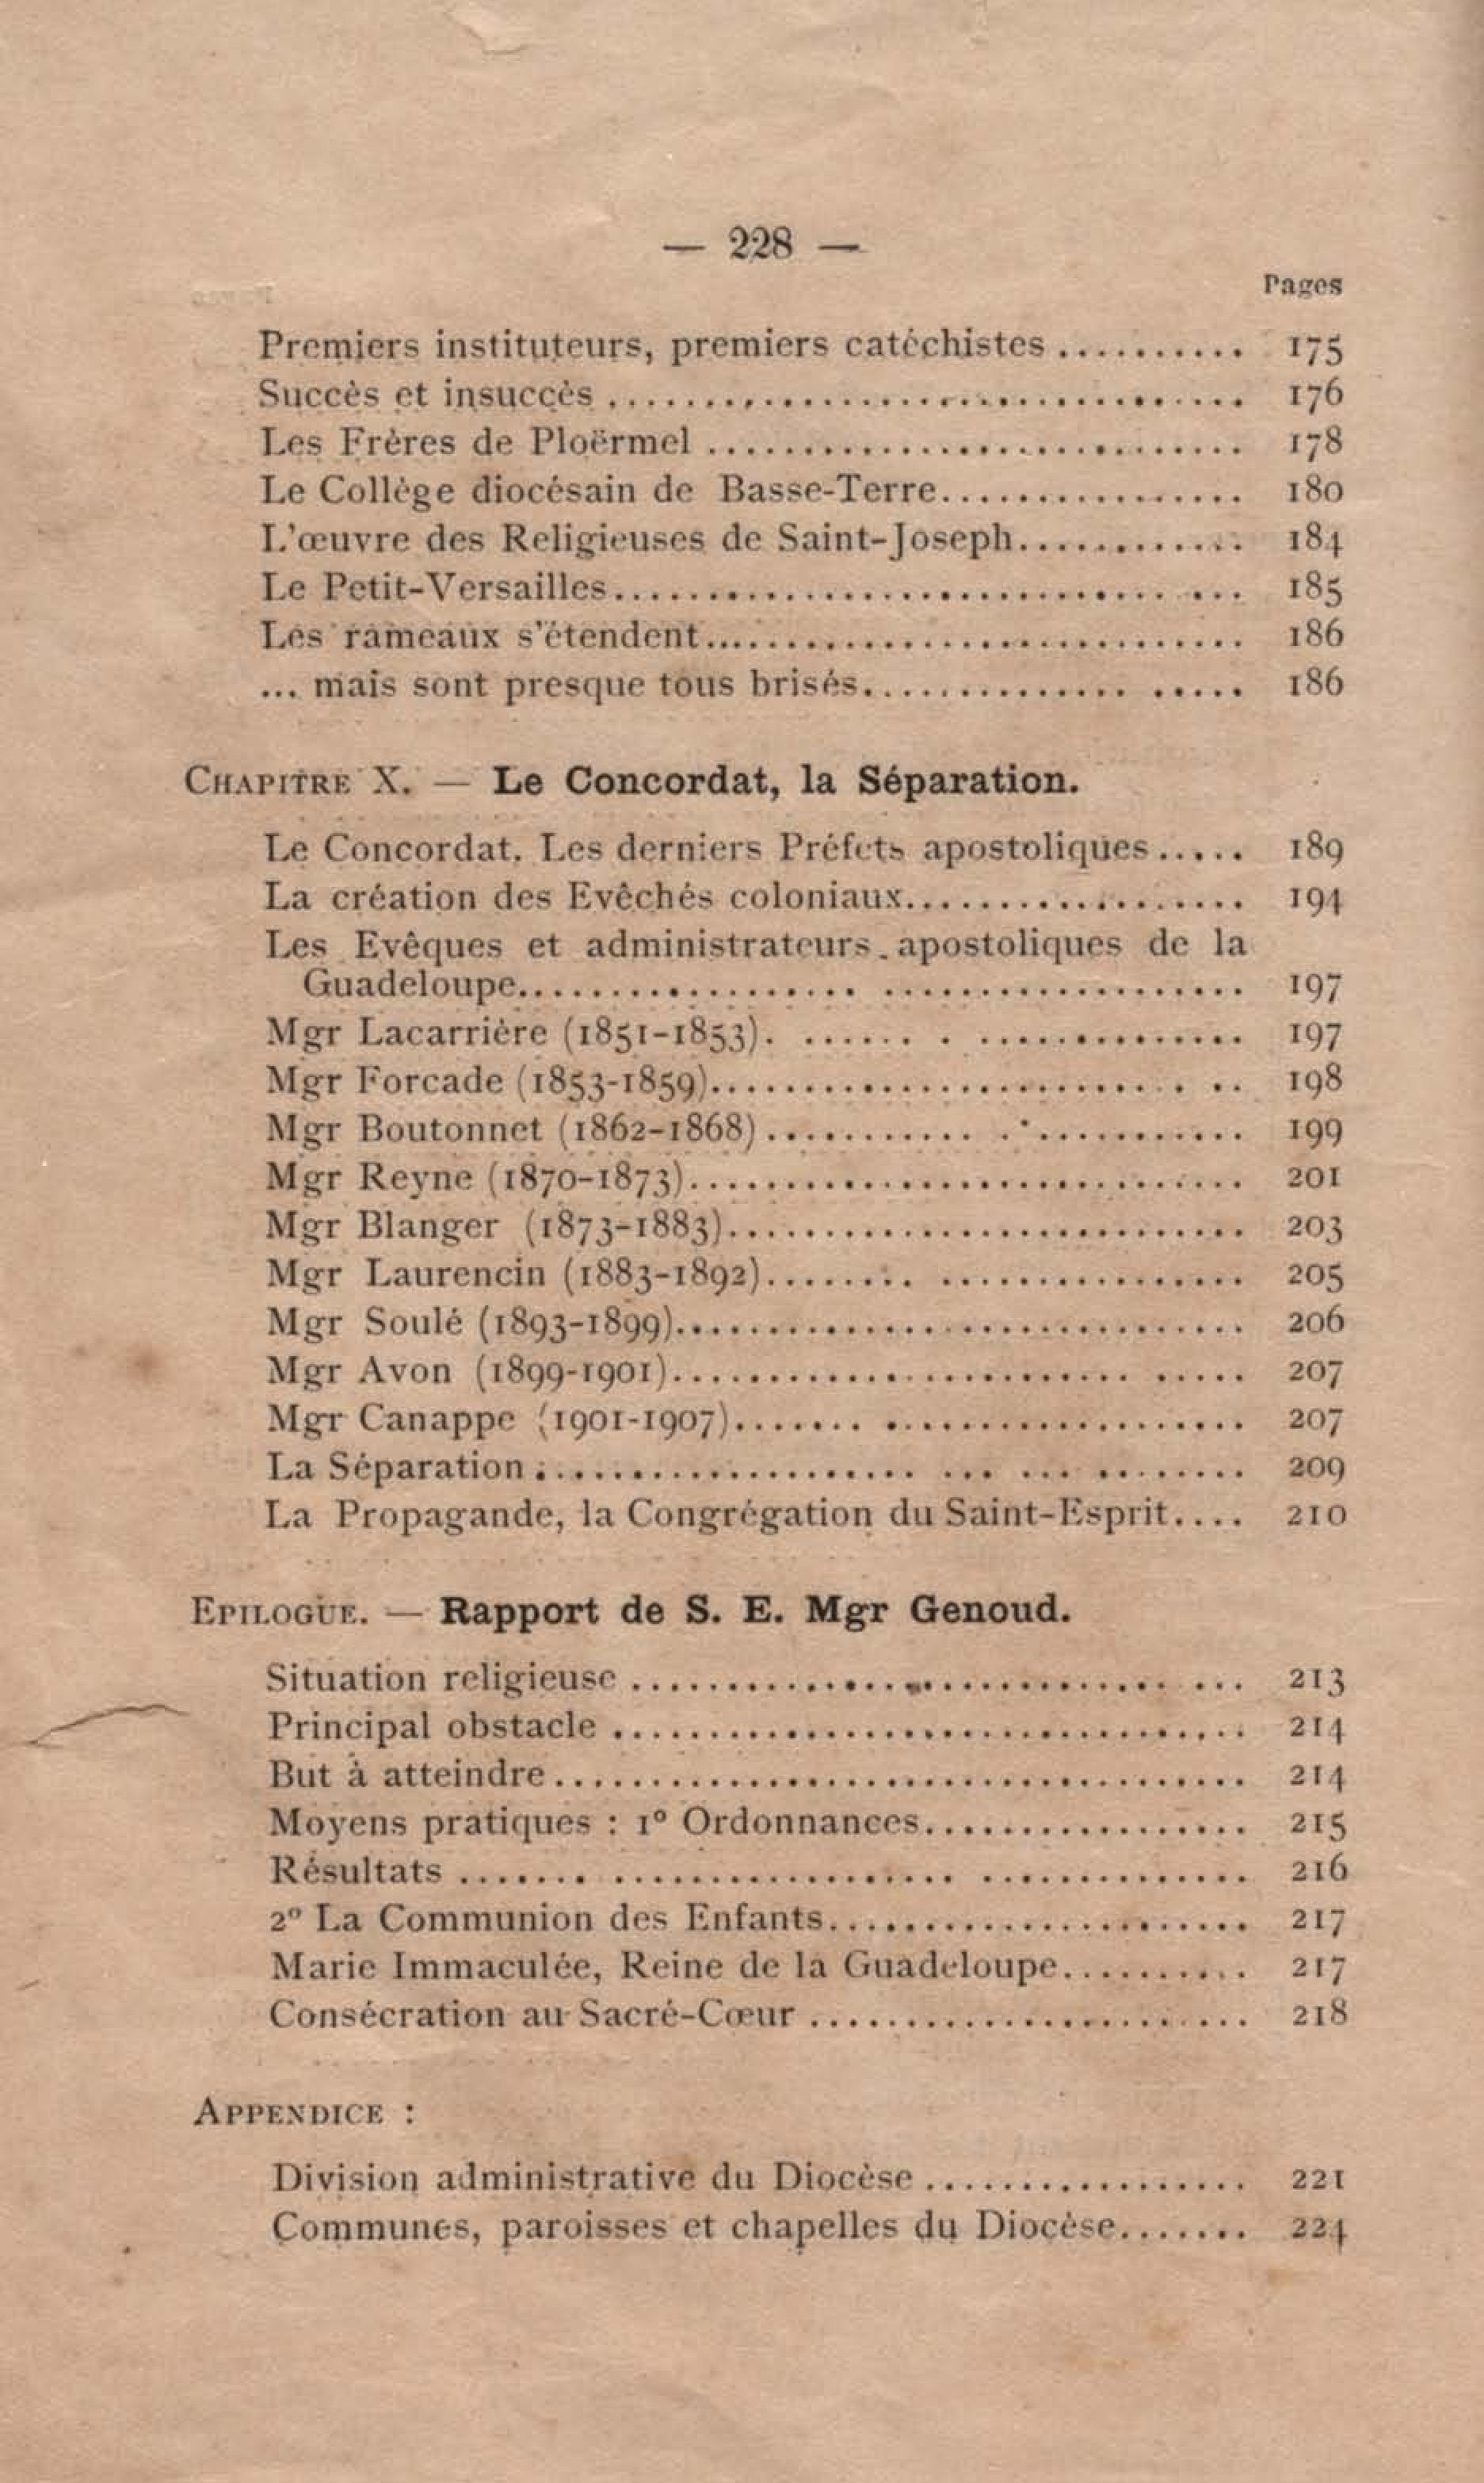 — 228 —
Pages
Premiers instituteurs, premiers catéchistes .......... 175
Succès et insuccès ................................. 176
Les Frères de Ploërmel ............................ 178
Le Collège diocésain de Basse-Terre................ 180
L'œuvre des Religieuses de Saint-Joseph............ 184
Le Petit-Versailles................................. 185
Les rameaux s'étendent............................ 186
... mais sont presque tous brisés................... 186
CHAPITRE X. — Le Concordat, la Séparation.
Le Concordat. Les derniers Préfets apostoliques..... 189
La création des Evêchés coloniaux.................. 194
Les Evêques et administrateurs apostoliques de la
Guadeloupe..................................... 197
Mgr Lacarrière (1851-1853)......................... 197
Mgr Forcade (1853-1859)............................ 198
Mgr Boutonnet (1862-1868)......................... 199
Mgr Reyne (1870-1873)............................. 201
Mgr Blanger (1873-1883)........................... 203
Mgr Laurencin (1883-1892)......................... 205
Mgr Soulé (1893-1899).............................. 206
Mgr Avon (1899-1901).............................. 207
Mgr Canappe (1901-1907).......................... 207
La Séparation..................................... 209
La Propagande, la Congrégation du Saint-Esprit.... 210
EPILOGUE. — Rapport de S. E. Mgr Genoud.
Situation religieuse ................................ 213
Principal obstacle ................................. 214
But à atteindre.................................... 214
Moyens pratiques : 1º Ordonnances................. 215
Résultats ......................................... 216
2º La Communion des Enfants...................... 217
Marie Immaculée, Reine de la Guadeloupe.......... 217
Consécration au Sacré-Cœur ....................... 218
APPENDICE :
Division administrative du Diocèse ................. 221
Communes, paroisses et chapelles du Diocèse....... 224